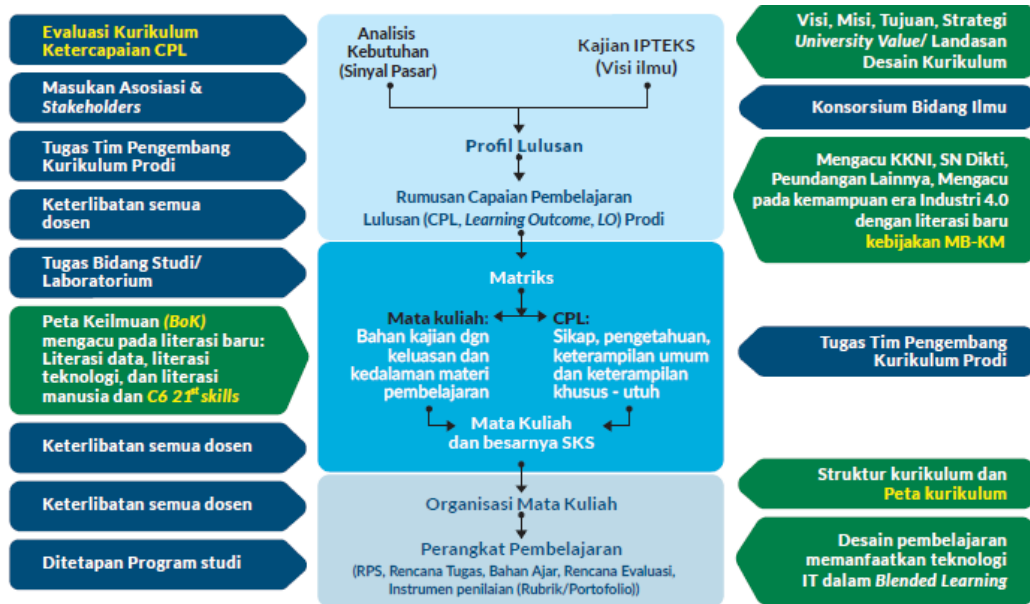 Evaluasi Kurikulum
Ketercapaian CPL
Masukan Asosiasi &
Stakeholders
Tugas Tim Pengembang
Kurikulum Prodi
Keterlibatan semua
dosen
Tugas Bidang Studi/
Laboratorium
Peta Keilmuan (BoK)
mengacu pada literasi baru:
Literasi data, literasi
teknologi, dan literasi
manusia dan C6 21st skills
Keterlibatan semua dosen
Keterlibatan semua dosen
Ditetapan Program studi
Analisis
Kebutuhan
(Sinyal Pasar)
Kajian IPTEKS
(Visi ilmu)
Profil Lulusan
Rumusan Capaian Pembelajaran
Lulusan (CPL, Learning Outcome, LO) Prodi
Matriks
Mata kuliah:
Bahan kajian dgn
keluasan dan
kedalaman materi
pembelajaran
CPL:
Sikap, pengetahuan,
keterampilan umum
dan keterampilan
khusus - utuh
Mata Kuliah
dan besarnya SKS
Organisasi Mata Kuliah
Perangkat Pembelajaran
(RPS, Rencana Tugas, Bahan Ajar, Rencana Evaluasi,
Instrumen penilaian (Rubrik/Portofolio))
Visi, Misi, Tujuan, Strategi
University Value/ Landasan
Desain Kurikulum
Konsorsium Bidang Ilmu
Mengacu KKNI, SN Dikti,
Peundangan Lainnya, Mengacu
pada kemampuan era Industri 4.0
dengan literasi baru
kebijakan MB-KM
Tugas Tim Pengembang
Kurikulum Prodi
Struktur kurikulum dan
Peta kurikulum
Desain pembelajaran
memanfaatkan teknologi
IT dalam Blended Learning